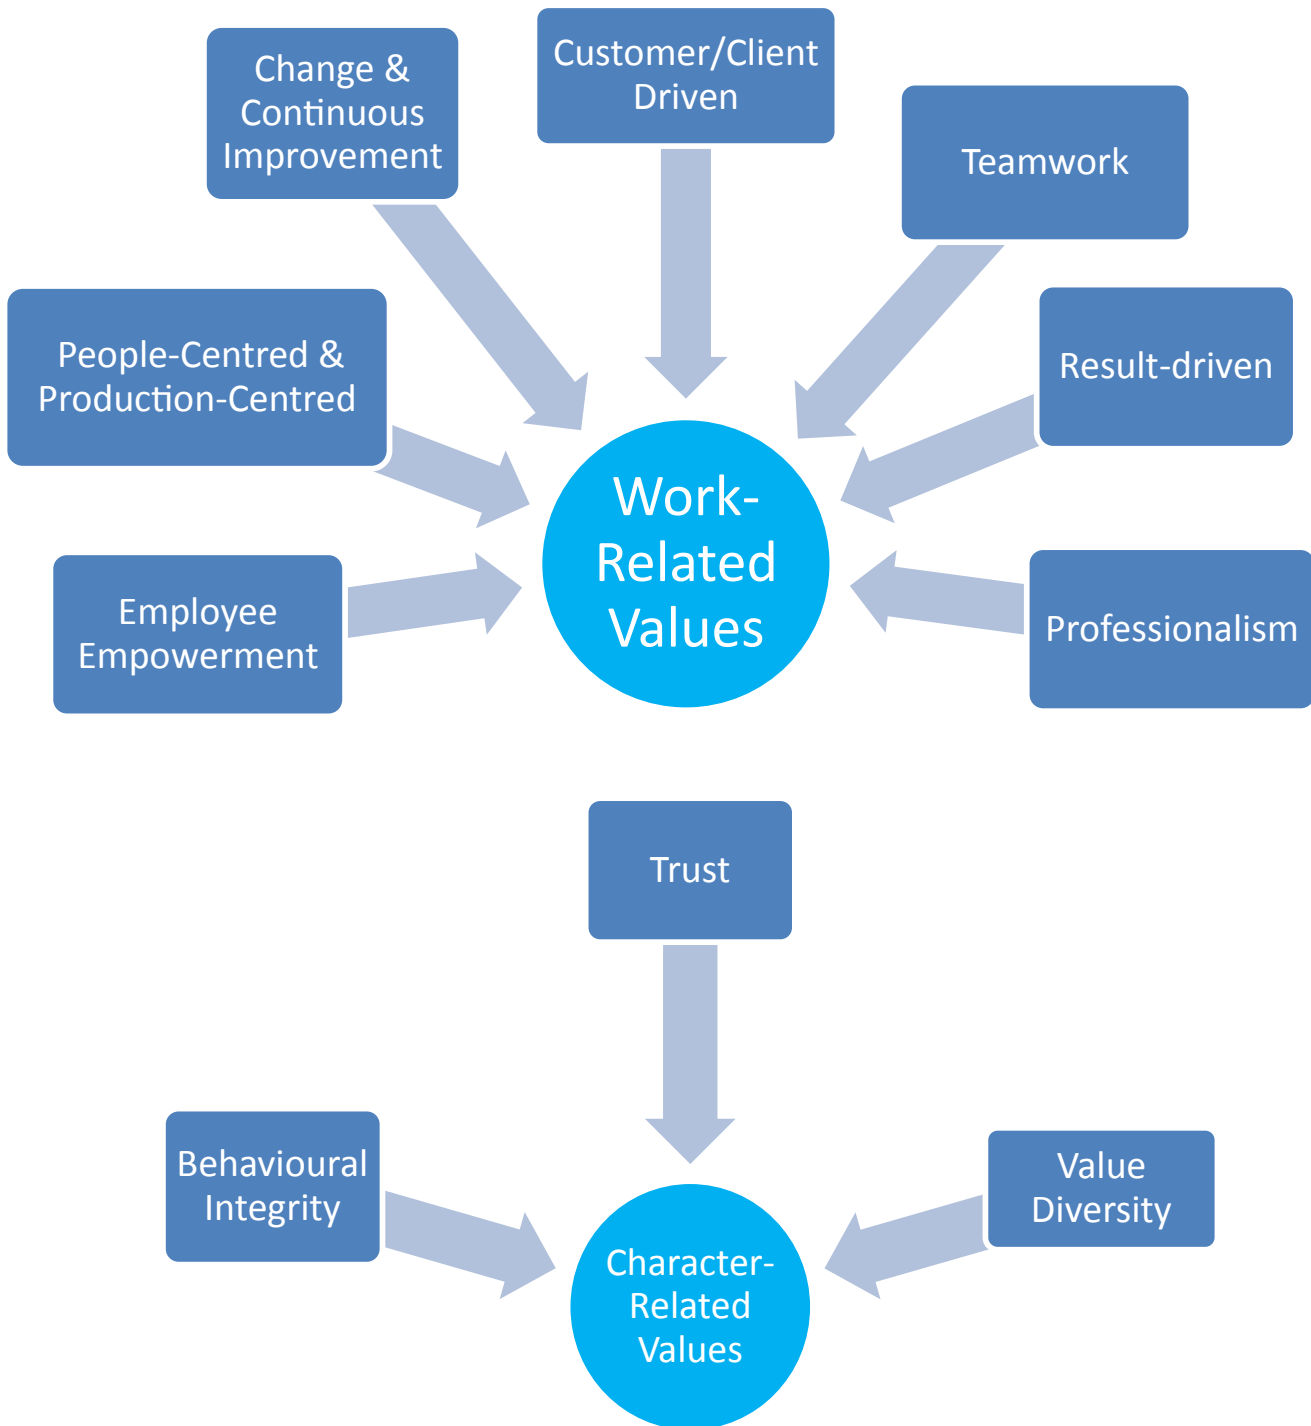 Customer/Client
Driven
Change &
Continuous
Improvement
Teamwork
People-Centred &
Production-Centred
Result-driven
Work-
Related
Values
Employee
Empowerment
Professionalism
Trust
Behavioural
Integrity
Value
Diversity
Character-
Related
Values